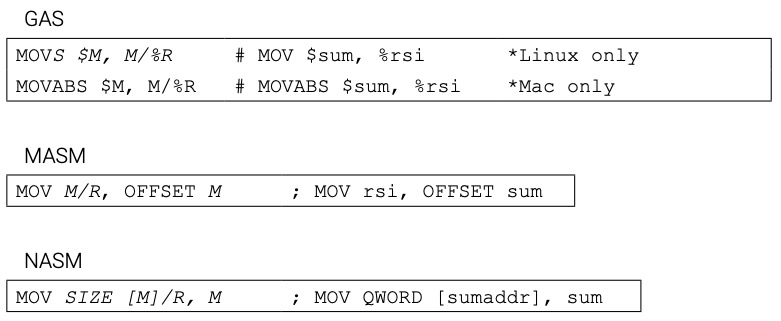 GAS
MOVS $M, M/%R # MOV $sum, %rsi *Linux only
MOVABS $M, M/%R # MOVABS $sum, %rsi *Mac only
MASM
MOV M/R, OFFSET M ; MOV rsi, OFFSET sum
NASM
MOV SIZE [M]/R, M ; MOV QWORD [sumaddr], sum